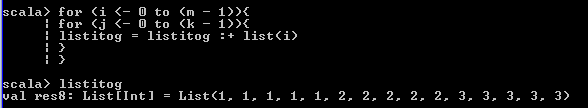 scala> for (i <- 0 to (m - 1)){
     | for (j <- 0 to (k - 1)){
     | listitog = listitog :+ list(i)
     | }
     | }
scala> listitog
val res8: List[Int] = List(1, 1, 1, 1, 1, 2, 2, 2, 2, 2, 3, 3, 3, 3, 3)